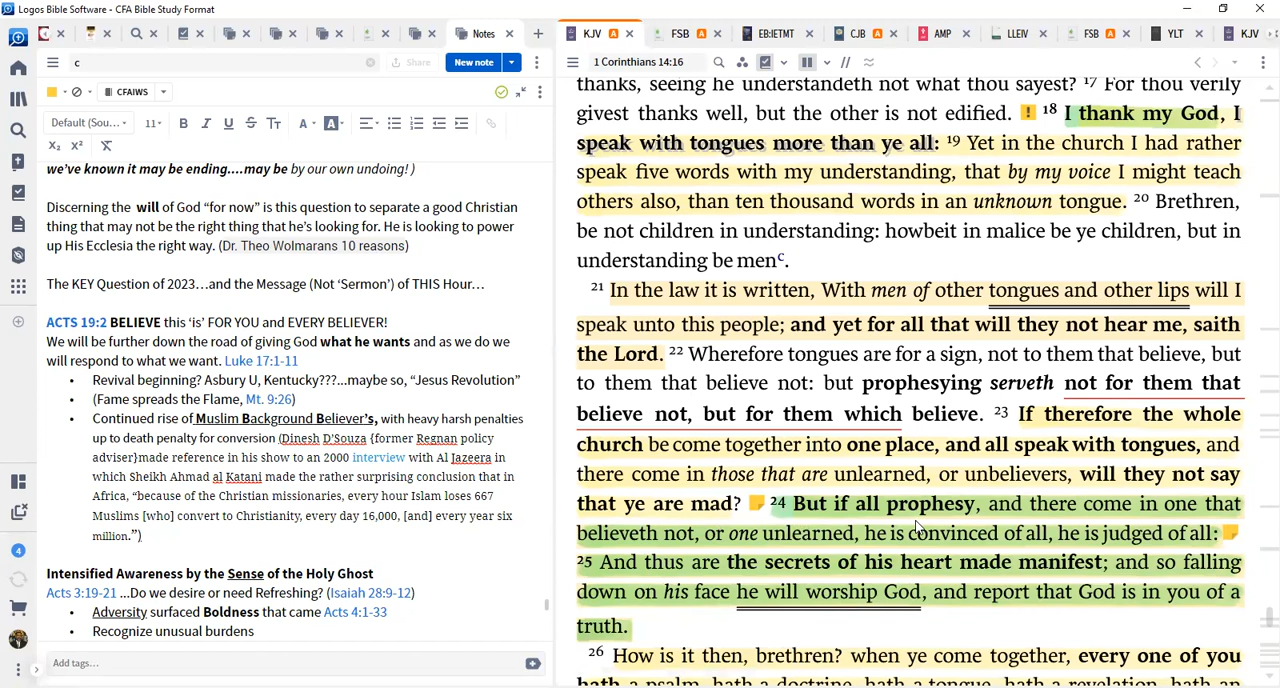 Logos Bible Software - CFA Bible Study Format
Notes
KJV A
FSB A
EB:IETMT
CJB A
AMP
LLEIV
FSB A
YLT
KJV
c
Share
New note
1 Corinthians 14:16
CFAIWS
Default (Sou...
11
we've known it may be ending....may be by our own undoing! )
Discerning the will of God “for now” is this question to separate a good Christian
thing that may not be the right thing that he’s looking for. He is looking to power
up His Ecclesia the right way. (Dr. Theo Wolmarans 10 reasons)
The KEY Question of 2023…and the Message (Not ‘Sermon’) of THIS Hour…
ACTS 19:2 BELIEVE this ‘is’ FOR YOU and EVERY BELIEVER!
We will be further down the road of giving God what he wants and as we do we
will respond to what we want. Luke 17:1-11
• Revival beginning? Asbury U, Kentucky???...maybe so, “Jesus Revolution”
• (Fame spreads the Flame, Mt. 9:26)
• Continued rise of Muslim Background Believer’s, with heavy harsh penalties
up to death penalty for conversion (Dinesh D’Souza {former Regnan policy
adviser}made reference in his show to an 2000 interview with Al Jazeera in
which Sheikh Ahmad al Katani made the rather surprising conclusion that in
Africa, “because of the Christian missionaries, every hour Islam loses 667
Muslims [who] convert to Christianity, every day 16,000, [and] every year six
million.”)
Intensified Awareness by the Sense of the Holy Ghost
Acts 3:19-21 ...Do we desire or need Refreshing? (Isaiah 28:9-12)
• Adversity surfaced Boldness that came Acts 4:1-33
• Recognize unusual burdens
Add tags...
4
thanks, seeing he understandeth not what thou sayest? 17 For thou verily
givest thanks well, but the other is not edified. 18 I thank my God, I
speak with tongues more than ye all: 19 Yet in the church I had rather
speak five words with my understanding, that by my voice I might teach
others also, than ten thousand words in an unknown tongue. 20 Brethren,
be not children in understanding: howbeit in malice be ye children, but in
understanding be men c.
21 In the law it is written, With men of other tongues and other lips will I
speak unto this people; and yet for all that will they not hear me, saith
the Lord. 22 Wherefore tongues are for a sign, not to them that believe, but
to them that believe not: but prophesying serveth not for them that
believe not, but for them which believe. 23 If therefore the whole
church be come together into one place, and all speak with tongues, and
there come in those that are unlearned, or unbelievers, will they not say
that ye are mad? 24 But if all prophesy, and there come in one that
believeth not, or one unlearned, he is convinced of all, he is judged of all:
25 And thus are the secrets of his heart made manifest; and so falling
down on his face he will worship God, and report that God is in you of a
truth.
26 How is it then, brethren? when ye come together, every one of you
hath a psalm, hath a doctrine, hath a tongue, hath a revelation, hath an